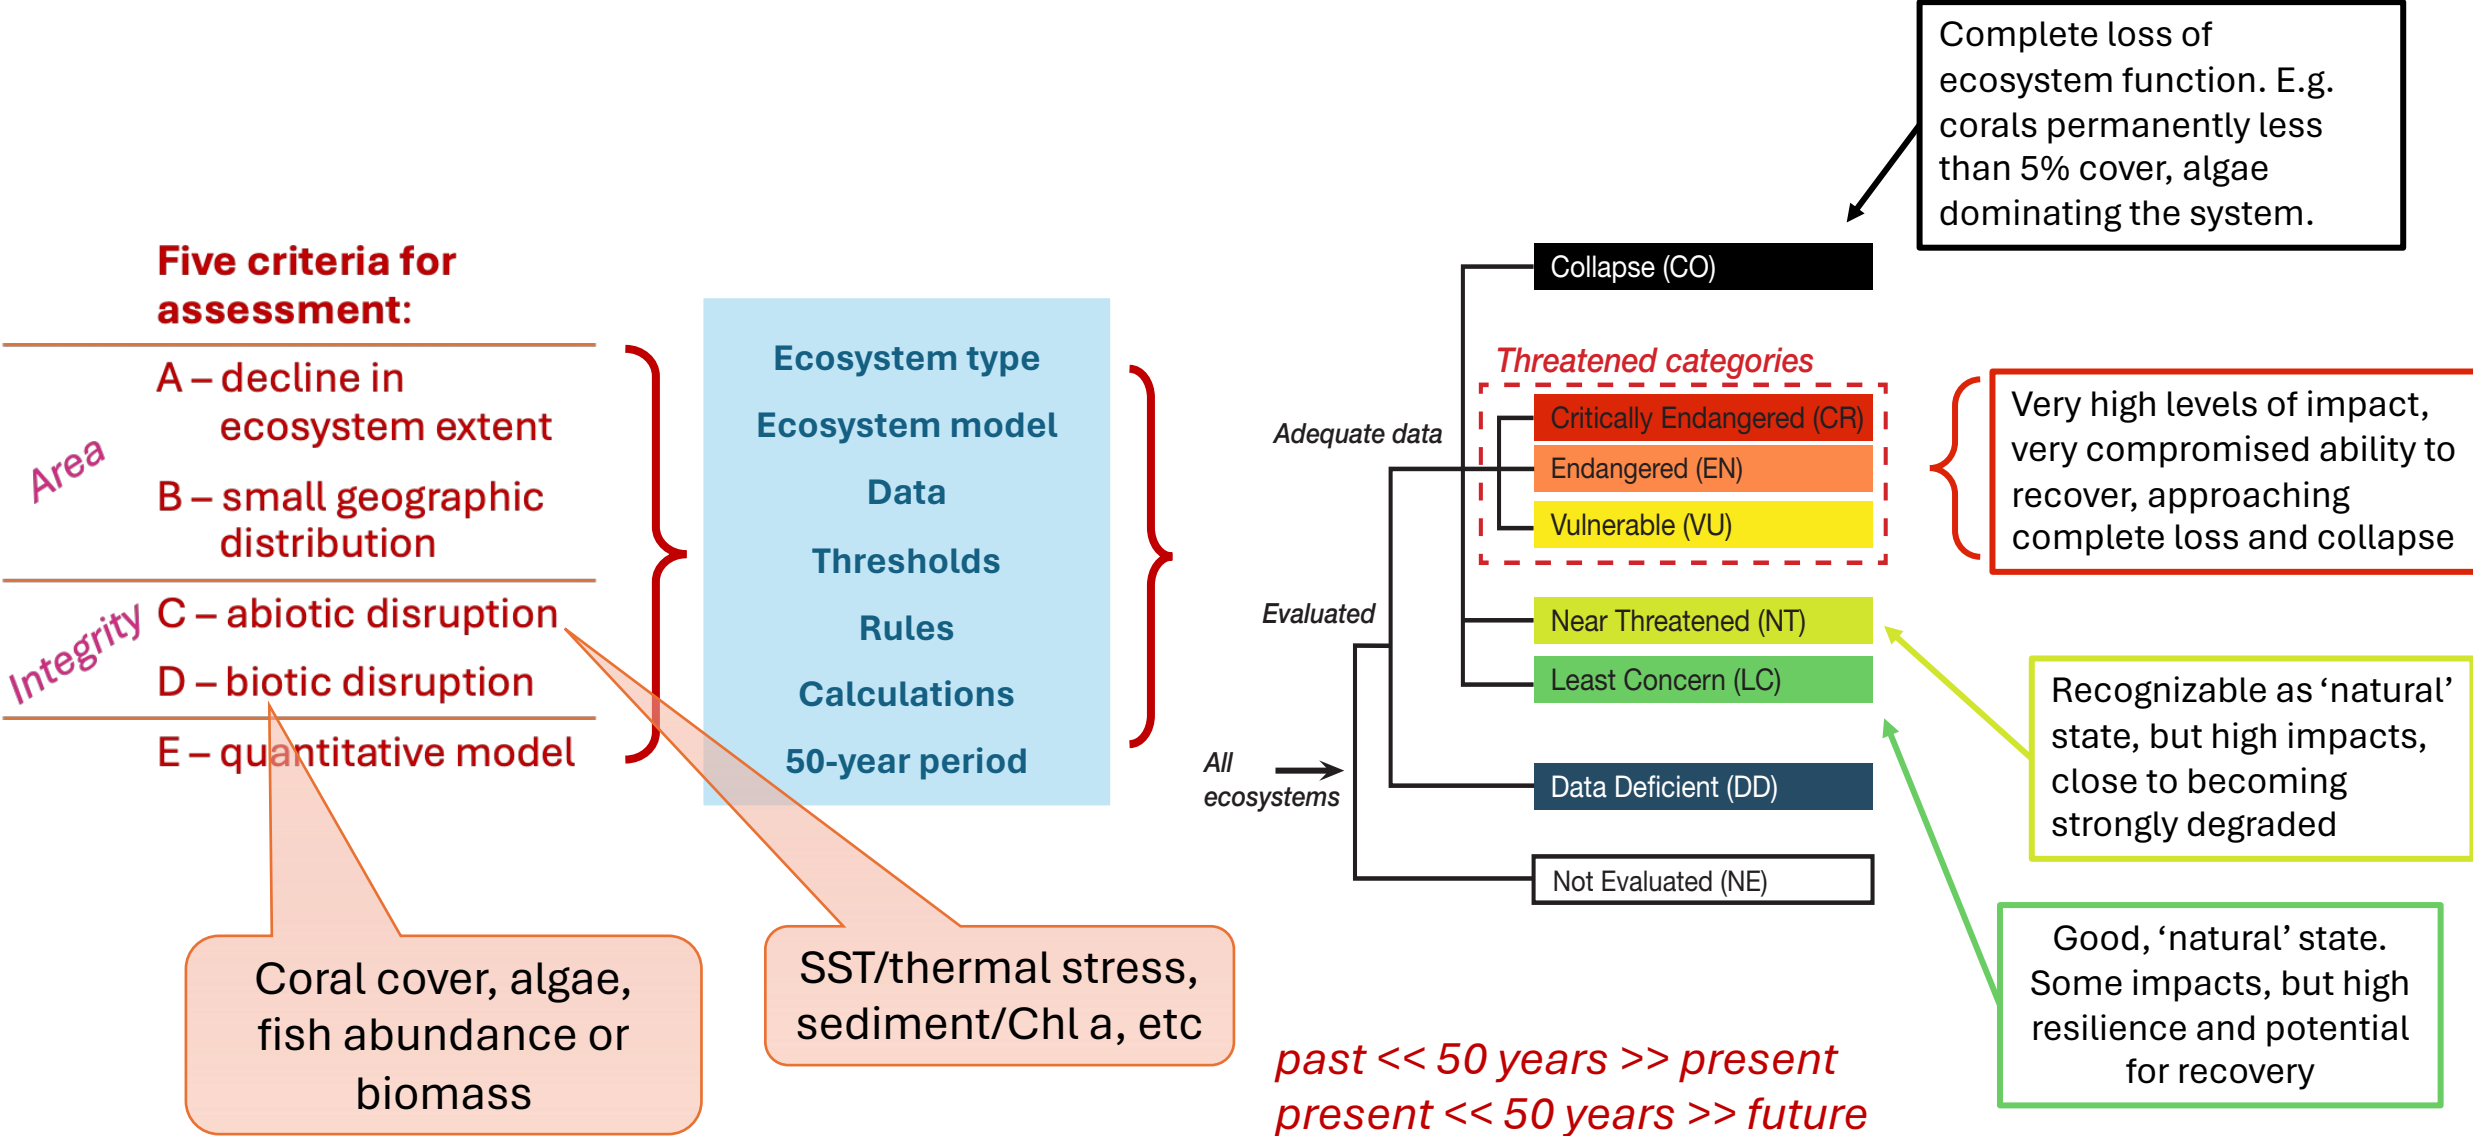 Five criteria for
assessment:
Area
A – decline in
ecosystem extent
B – small geographic
distribution
Integrity
C – abiotic disruption
D – biotic disruption
E – quantitative model
Coral cover, algae,
fish abundance or
biomass
SST/thermal stress,
sediment/Chl a, etc
Ecosystem type
Ecosystem model
Data
Thresholds
Rules
Calculations
50-year period
All
ecosystems
Evaluated
Adequate data
Collapse (CO)
Threatened categories
Critically Endangered (CR)
Endangered (EN)
Vulnerable (VU)
Near Threatened (NT)
Least Concern (LC)
Data Deficient (DD)
Not Evaluated (NE)
Complete loss of
ecosystem function. E.g.
corals permanently less
than 5% cover, algae
dominating the system.
Very high levels of impact,
very compromised ability to
recover, approaching
complete loss and collapse
Recognizable as ‘natural’
state, but high impacts,
close to becoming
strongly degraded
Good, ‘natural’ state.
Some impacts, but high
resilience and potential
for recovery
past << 50 years >> present
present << 50 years >> future